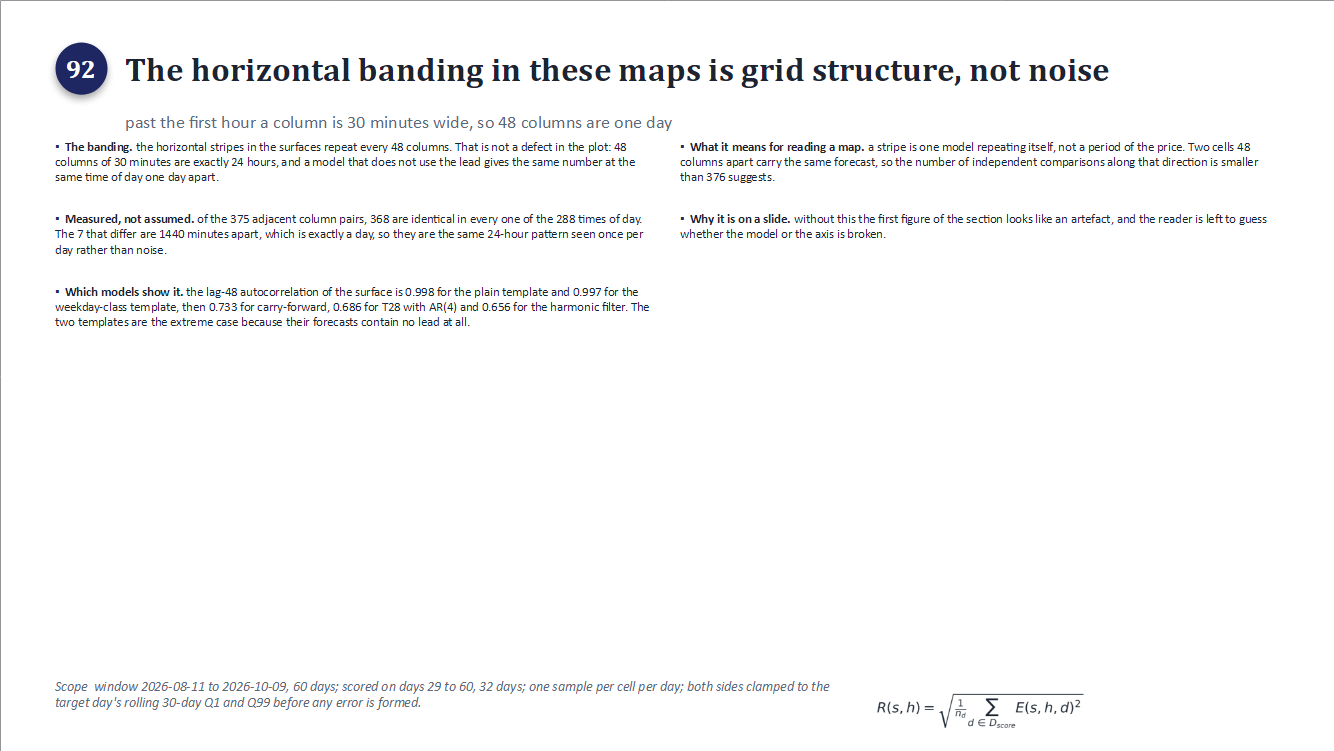 92
The horizontal banding in these maps is grid structure, not noise
past the first hour a column is 30 minutes wide, so 48 columns are one day
▪ The banding. the horizontal stripes in the surfaces repeat every 48 columns. That is not a defect in the plot: 48
columns of 30 minutes are exactly 24 hours, and a model that does not use the lead gives the same number at the
same time of day one day apart.
▪ Measured, not assumed. of the 375 adjacent column pairs, 368 are identical in every one of the 288 times of day.
The 7 that differ are 1440 minutes apart, which is exactly a day, so they are the same 24-hour pattern seen once per
day rather than noise.
▪ Which models show it. the lag-48 autocorrelation of the surface is 0.998 for the plain template and 0.997 for the
weekday-class template, then 0.733 for carry-forward, 0.686 for T28 with AR(4) and 0.656 for the harmonic filter. The
two templates are the extreme case because their forecasts contain no lead at all.
▪ What it means for reading a map. a stripe is one model repeating itself, not a period of the price. Two cells 48
columns apart carry the same forecast, so the number of independent comparisons along that direction is smaller
than 376 suggests.
▪ Why it is on a slide. without this the first figure of the section looks like an artefact, and the reader is left to guess
whether the model or the axis is broken.
Scope window 2026-08-11 to 2026-10-09, 60 days; scored on days 29 to 60, 32 days; one sample per cell per day; both sides clamped to the
target day's rolling 30-day Q1 and Q99 before any error is formed.
R(s, h) = √(1/n_d ∑_{d ∈ D_score} E(s, h, d)²)